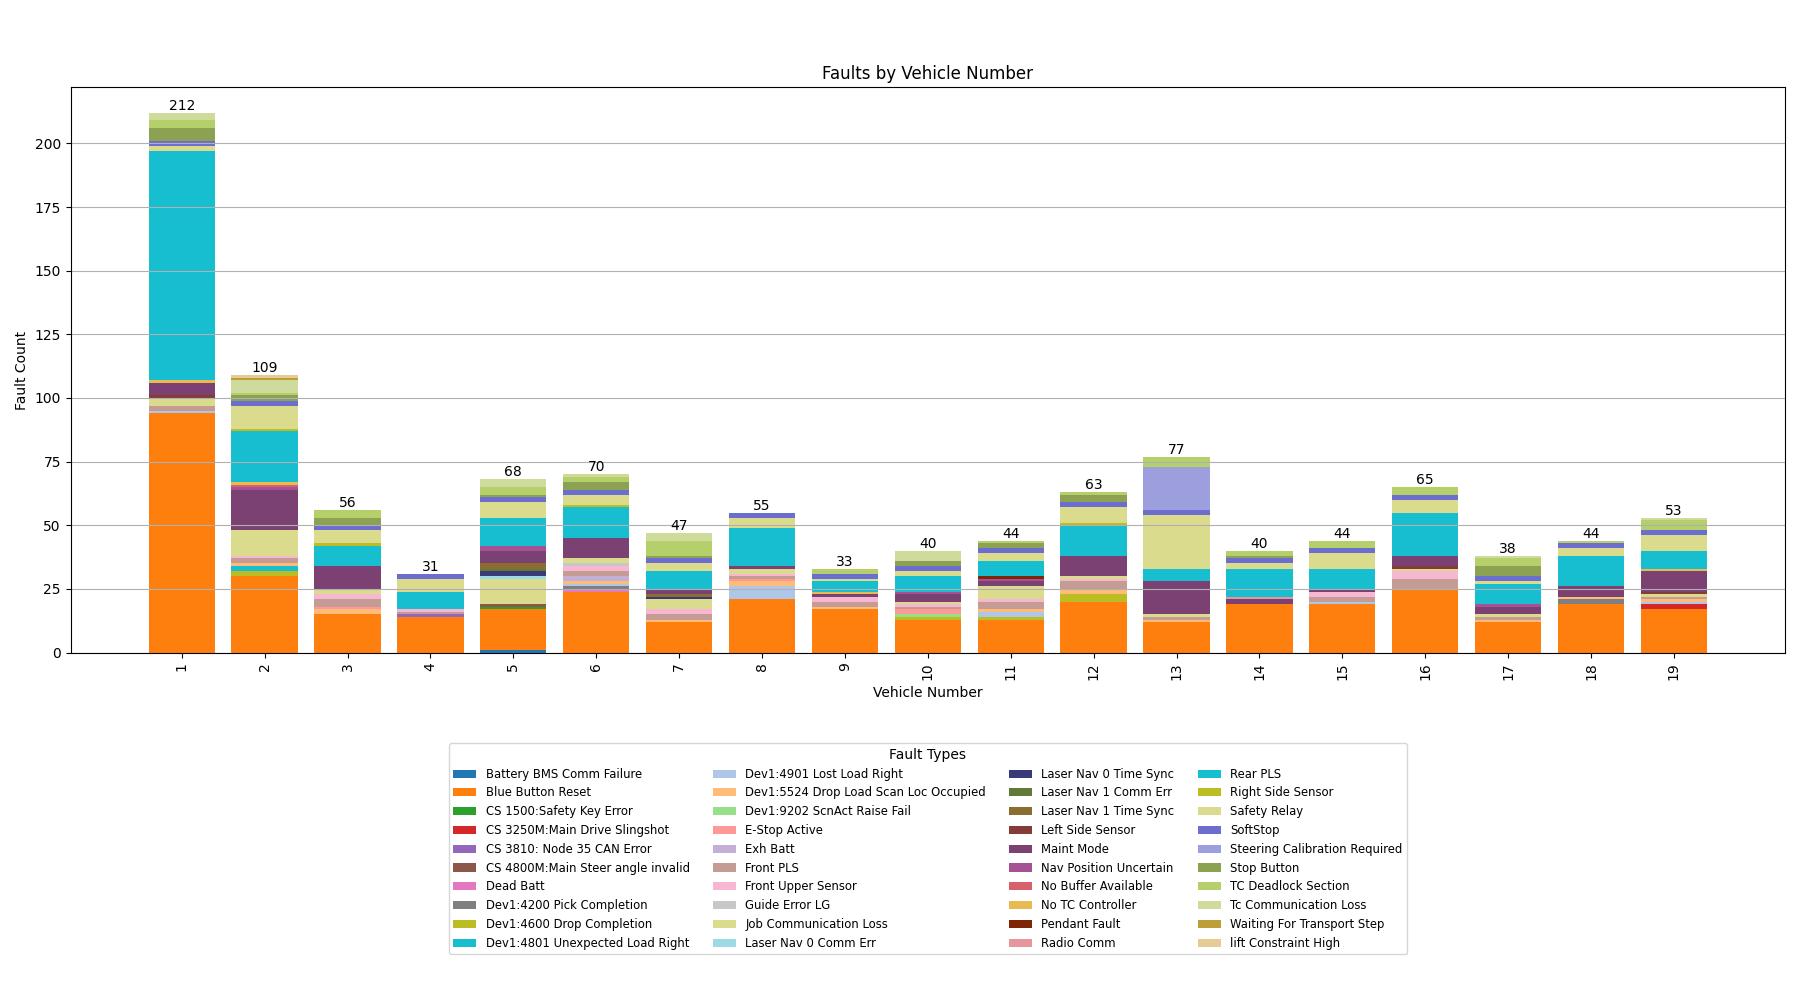 Faults by Vehicle Number
212
109
56
31
68
70
47
55
33
40
44
63
77
40
44
65
38
44
53
200
175
150
125
100
75
50
25
0
Fault Count
1
2
3
4
5
6
7
8
9
10
11
12
13
14
15
16
17
18
19
Vehicle Number
Fault Types
Battery BMS Comm Failure
Blue Button Reset
CS 1500:Safety Key Error
CS 3250M:Main Drive Slingshot
CS 3810: Node 35 CAN Error
CS 4800M:Main Steer angle invalid
Dead Batt
Dev1:4200 Pick Completion
Dev1:4600 Drop Completion
Dev1:4801 Unexpected Load Right
Dev1:4901 Lost Load Right
Dev1:5524 Drop Load Scan Loc Occupied
Dev1:9202 ScnAct Raise Fail
E-Stop Active
Exh Batt
Front PLS
Front Upper Sensor
Guide Error LG
Job Communication Loss
Laser Nav 0 Comm Err
Laser Nav 0 Time Sync
Laser Nav 1 Comm Err
Laser Nav 1 Time Sync
Left Side Sensor
Maint Mode
Nav Position Uncertain
No Buffer Available
No TC Controller
Pendant Fault
Radio Comm
Rear PLS
Right Side Sensor
Safety Relay
SoftStop
Steering Calibration Required
Stop Button
TC Deadlock Section
Tc Communication Loss
Waiting For Transport Step
lift Constraint High